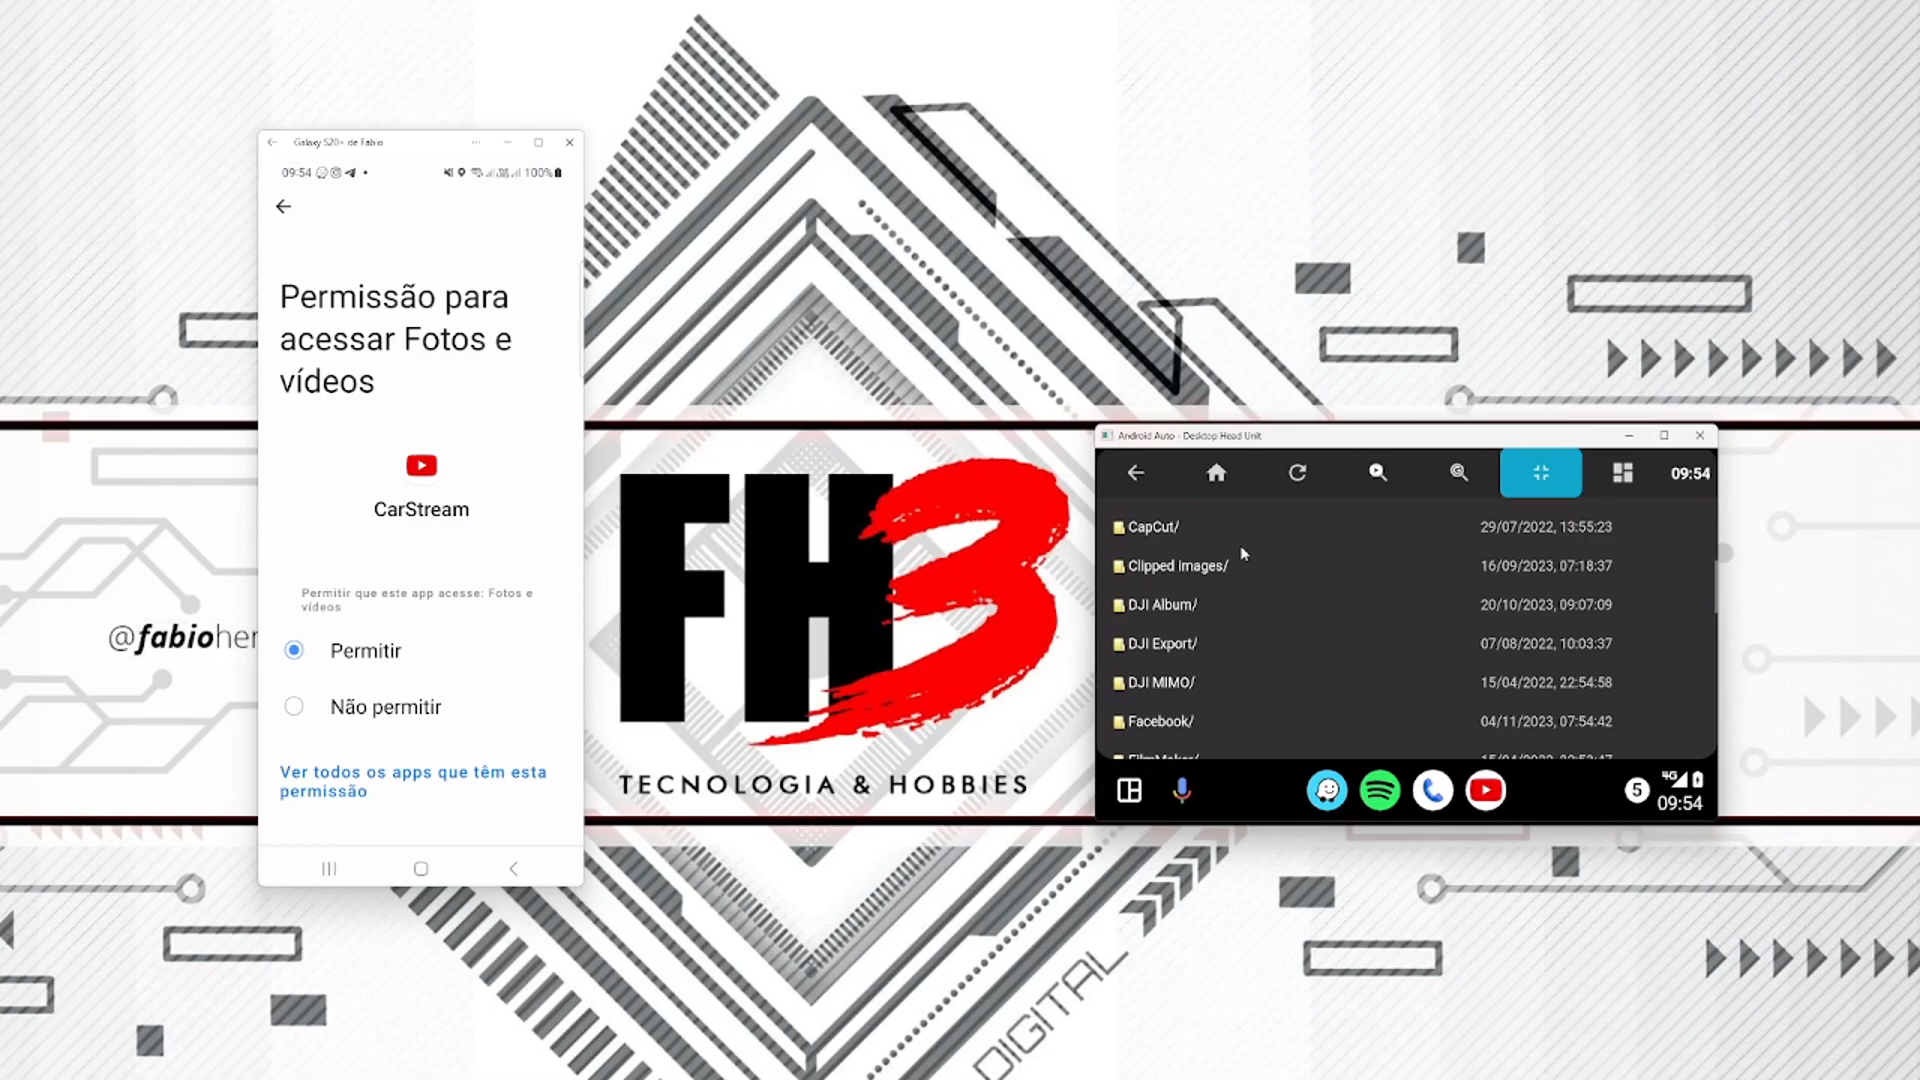 Galaxy S20+ de Fabio
09:54
100%
Permissão para
acessar Fotos e
vídeos
CarStream
Permitir que este app acesse: Fotos e
vídeos
Permitir
Não permitir
Ver todos os apps que têm esta
permissão
@fabioher
FH3
TECNOLOGIA & HOBBIES
DIGITAL
Android Auto - Desktop Head Unit
09:54
CapCut/ 29/07/2022, 13:55:23
Clipped images/ 16/09/2023, 07:18:37
DJI Album/ 20/10/2023, 09:07:09
DJI Export/ 07/08/2022, 10:03:37
DJI MIMO/ 15/04/2022, 22:54:58
Facebook/ 04/11/2023, 07:54:42
5
4G
09:54